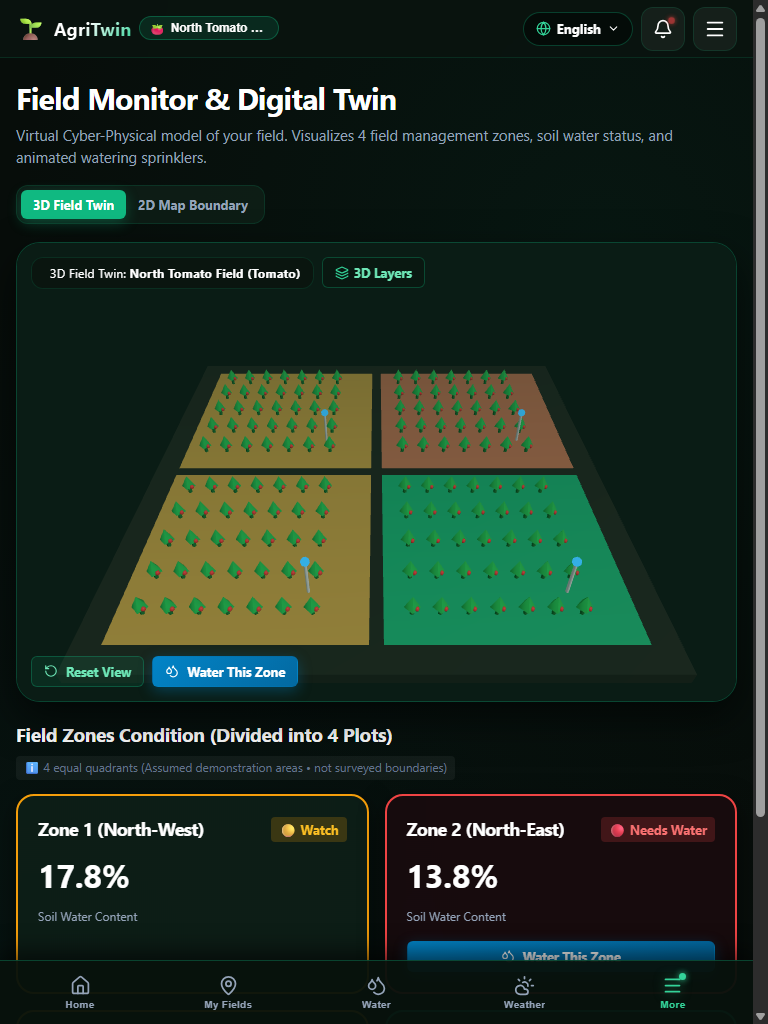 AgriTwin
North Tomato ...
English
Field Monitor & Digital Twin
Virtual Cyber-Physical model of your field. Visualizes 4 field management zones, soil water status, and
animated watering sprinklers.
3D Field Twin
2D Map Boundary
3D Field Twin: North Tomato Field (Tomato)
3D Layers
Reset View
Water This Zone
Field Zones Condition (Divided into 4 Plots)
4 equal quadrants (Assumed demonstration areas • not surveyed boundaries)
Zone 1 (North-West)
Watch
17.8%
Soil Water Content
Zone 2 (North-East)
Needs Water
13.8%
Soil Water Content
Water This Zone
Home
My Fields
Water
Weather
More